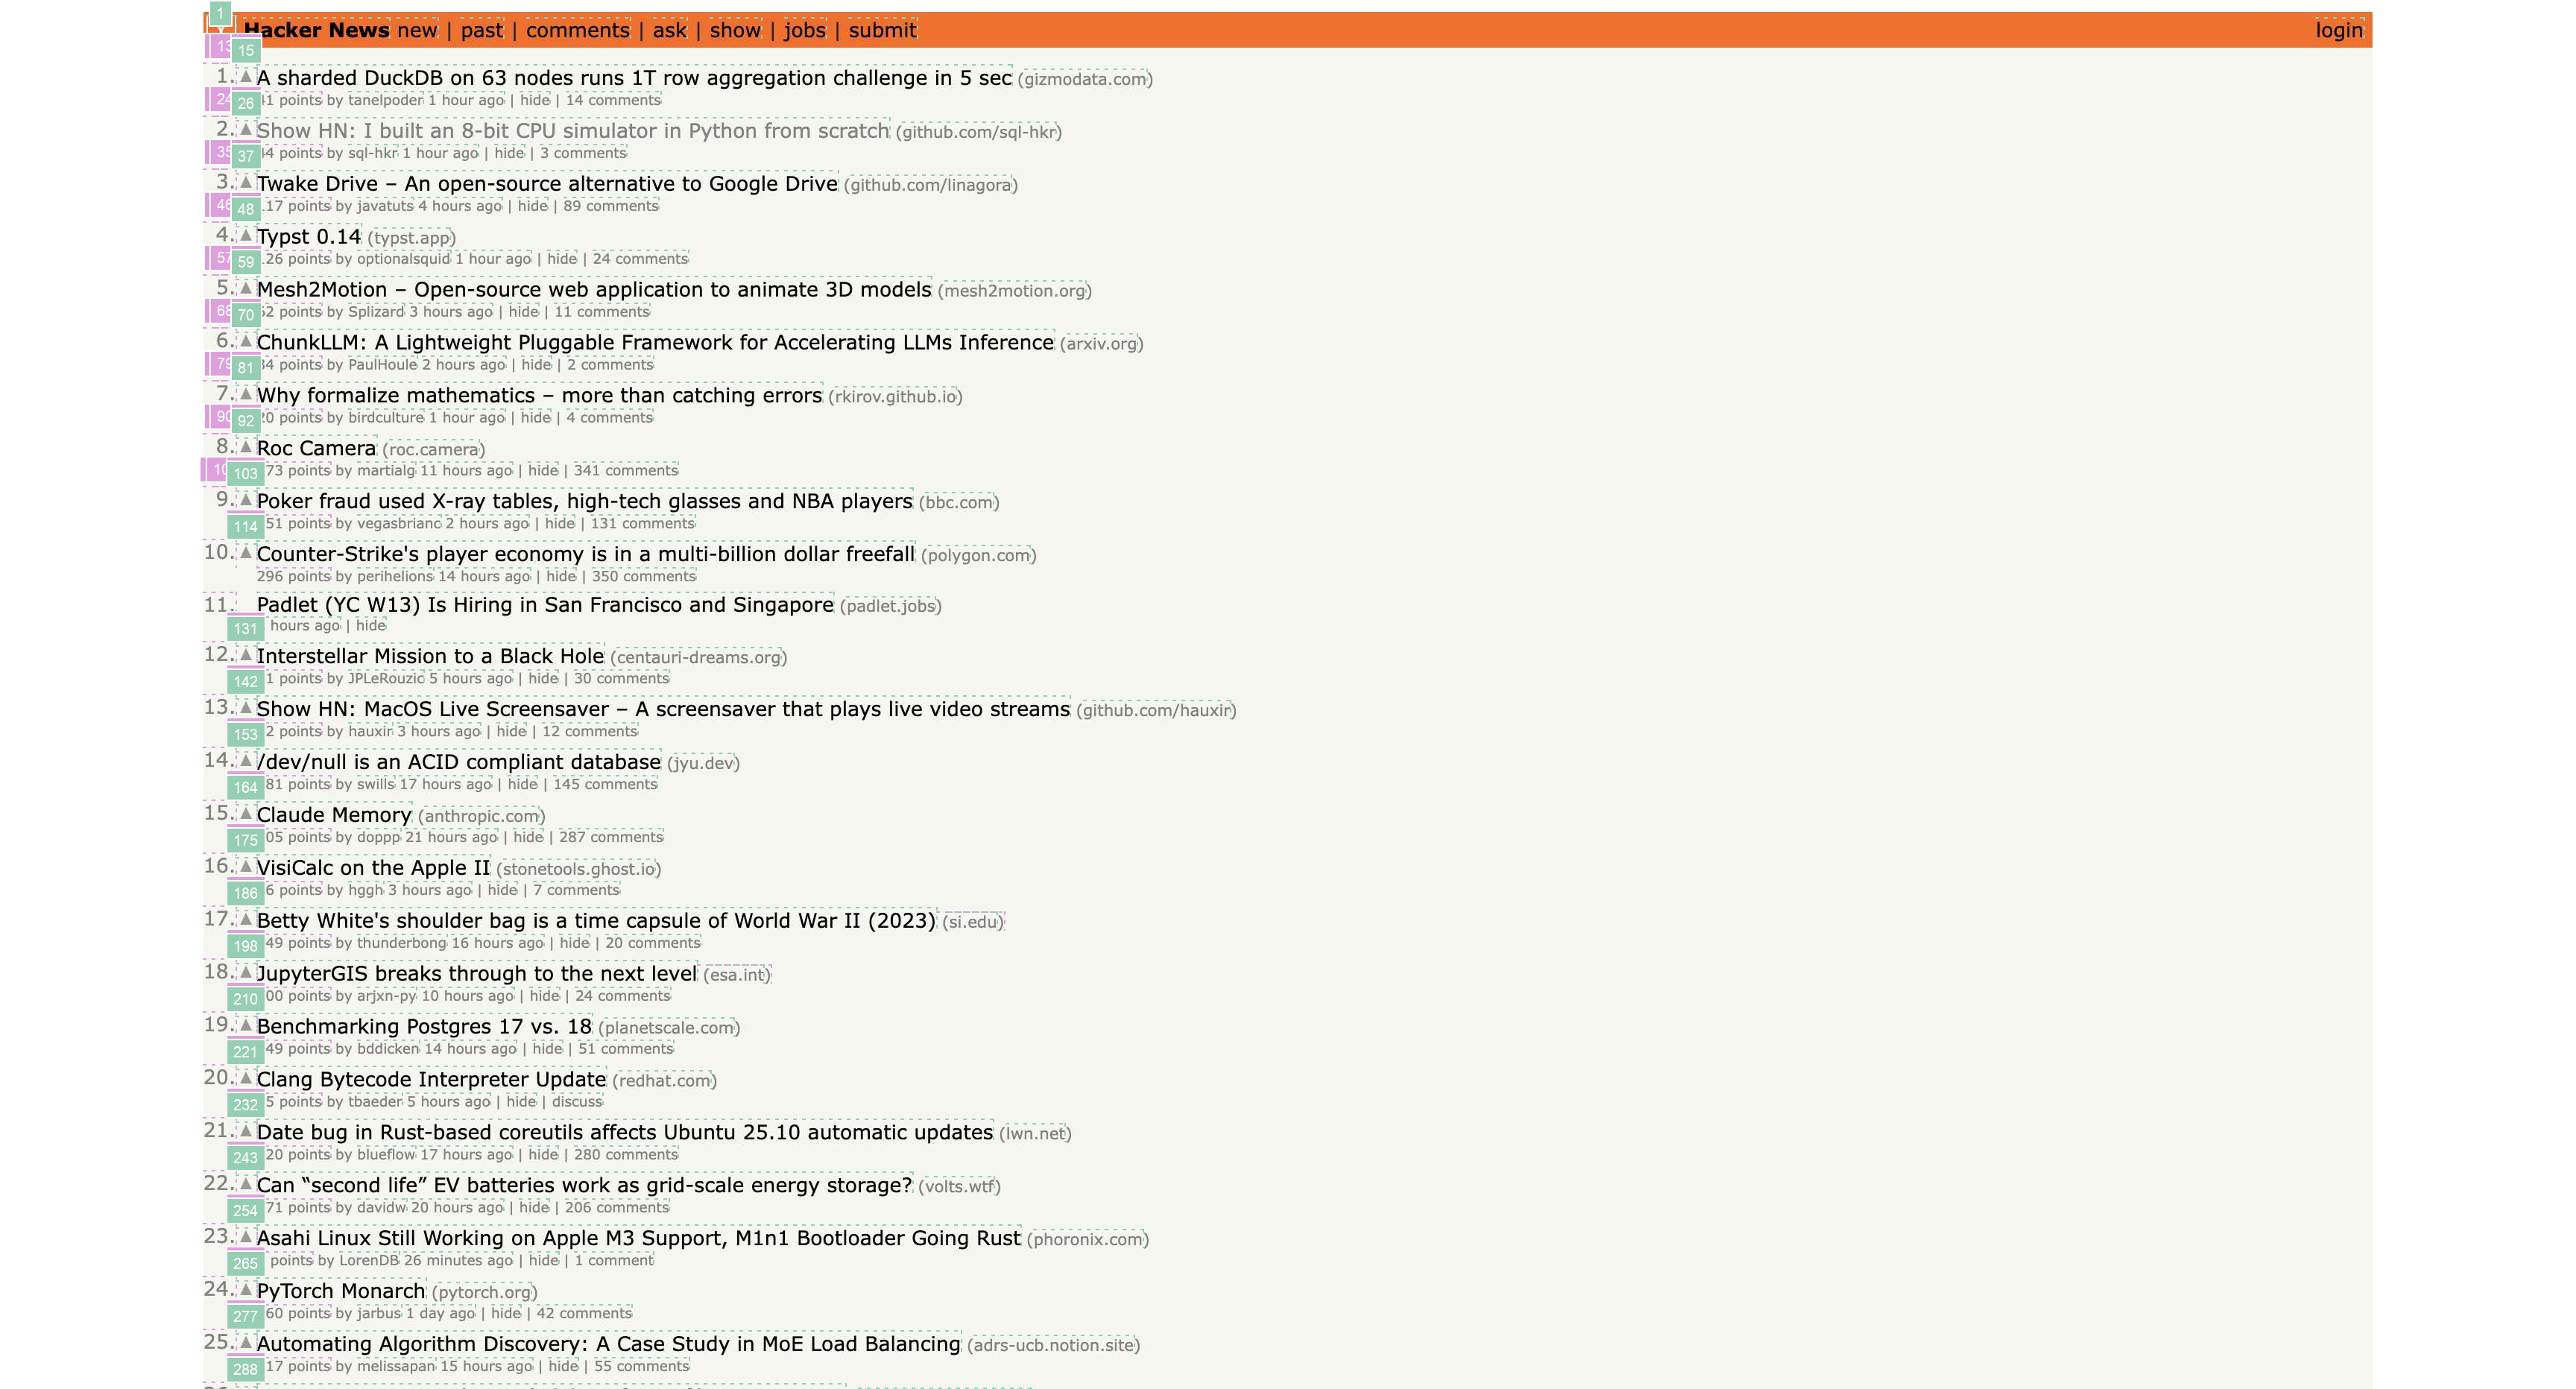 1
Hacker News new | past | comments | ask | show | jobs | submit login
13 15
1. ▲ A sharded DuckDB on 63 nodes runs 1T row aggregation challenge in 5 sec (gizmodata.com)
24 26 41 points by tanelpoder 1 hour ago | hide | 14 comments
2. ▲ Show HN: I built an 8-bit CPU simulator in Python from scratch (github.com/sql-hkr)
35 37 44 points by sql-hkr 1 hour ago | hide | 3 comments
3. ▲ Twake Drive – An open-source alternative to Google Drive (github.com/linagora)
46 48 17 points by javatuts 4 hours ago | hide | 89 comments
4. ▲ Typst 0.14 (typst.app)
57 59 26 points by optionalsquid 1 hour ago | hide | 24 comments
5. ▲ Mesh2Motion – Open-source web application to animate 3D models (mesh2motion.org)
68 70 2 points by Splizard 3 hours ago | hide | 11 comments
6. ▲ ChunkLLM: A Lightweight Pluggable Framework for Accelerating LLMs Inference (arxiv.org)
79 81 4 points by PaulHoule 2 hours ago | hide | 2 comments
7. ▲ Why formalize mathematics – more than catching errors (rkirov.github.io)
90 92 0 points by birdculture 1 hour ago | hide | 4 comments
8. ▲ Roc Camera (roc.camera)
103 73 points by martialg 11 hours ago | hide | 341 comments
9. ▲ Poker fraud used X-ray tables, high-tech glasses and NBA players (bbc.com)
114 51 points by vegasbrianc 2 hours ago | hide | 131 comments
10. ▲ Counter-Strike's player economy is in a multi-billion dollar freefall (polygon.com)
296 points by perihelions 14 hours ago | hide | 350 comments
11. Padlet (YC W13) Is Hiring in San Francisco and Singapore (padlet.jobs)
131 hours ago | hide
12. ▲ Interstellar Mission to a Black Hole (centauri-dreams.org)
142 1 points by JPLeRouzic 5 hours ago | hide | 30 comments
13. ▲ Show HN: MacOS Live Screensaver – A screensaver that plays live video streams (github.com/hauxir)
153 2 points by hauxir 3 hours ago | hide | 12 comments
14. ▲ /dev/null is an ACID compliant database (jyu.dev)
164 81 points by swills 17 hours ago | hide | 145 comments
15. ▲ Claude Memory (anthropic.com)
175 05 points by doppp 21 hours ago | hide | 287 comments
16. ▲ VisiCalc on the Apple II (stonetools.ghost.io)
186 6 points by hggh 3 hours ago | hide | 7 comments
17. ▲ Betty White's shoulder bag is a time capsule of World War II (2023) (si.edu)
198 49 points by thunderbong 16 hours ago | hide | 20 comments
18. ▲ JupyterGIS breaks through to the next level (esa.int)
210 00 points by arjxn-py 10 hours ago | hide | 24 comments
19. ▲ Benchmarking Postgres 17 vs. 18 (planetscale.com)
221 49 points by bddicken 14 hours ago | hide | 51 comments
20. ▲ Clang Bytecode Interpreter Update (redhat.com)
232 5 points by tbaeder 5 hours ago | hide | discuss
21. ▲ Date bug in Rust-based coreutils affects Ubuntu 25.10 automatic updates (lwn.net)
243 20 points by blueflow 17 hours ago | hide | 280 comments
22. ▲ Can “second life” EV batteries work as grid-scale energy storage? (volts.wtf)
254 71 points by davidw 20 hours ago | hide | 206 comments
23. ▲ Asahi Linux Still Working on Apple M3 Support, M1n1 Bootloader Going Rust (phoronix.com)
265 points by LorenDB 26 minutes ago | hide | 1 comment
24. ▲ PyTorch Monarch (pytorch.org)
277 60 points by jarbus 1 day ago | hide | 42 comments
25. ▲ Automating Algorithm Discovery: A Case Study in MoE Load Balancing (adrs-ucb.notion.site)
288 17 points by melissapan 15 hours ago | hide | 55 comments